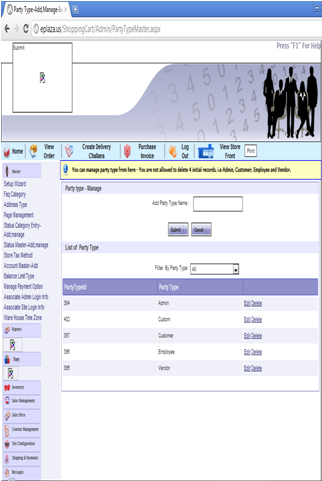 Party Type-Add,Manage-
eplaza.us/ShoppingCart/Admin/PartyTypeMaster.aspx
Submit
Press "F1" For Help
Home
View Order
Create Delivery Challans
Purchase Invoice
Log Out
View Store Front
Print
Master
You can manage party type from here - You are not allowed to delete 4 initial records. i.e Admin, Customer, Employee and Vendor.
Setup Wizard
Faq Category
Address Type
Page Management
Status Category Entry-Add,manage
Status Master-Add,manage
Store Tax Method
Account Master-Add
Balance Limit Type
Manage Payment Option
Associate Admin Login Info
Associate Site Login Info
Ware House Time Zone
Reports
Party
Inventory
Sales Management
Sales Price
Content Management
Site Configuration
Shipping & Payments
Messages
Party type - Manage
Add Party Type Name :
Submit
Cancel
List of Party Type
Filter By Party Type :
All
PartyTypeId Party Type
394 Admin Edit Delete
402 Custom Edit Delete
397 Customer Edit Delete
396 Employee Edit Delete
395 Vendor Edit Delete